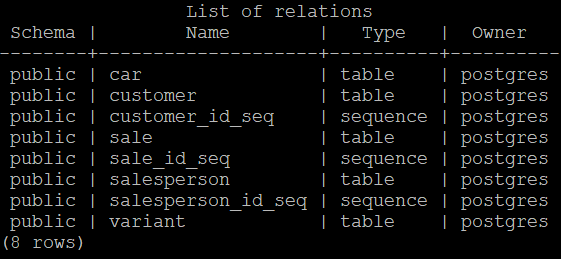 List of relations
 Schema |        Name        |   Type   |  Owner
--------+--------------------+----------+----------
 public | car                | table    | postgres
 public | customer           | table    | postgres
 public | customer_id_seq    | sequence | postgres
 public | sale               | table    | postgres
 public | sale_id_seq        | sequence | postgres
 public | salesperson        | table    | postgres
 public | salesperson_id_seq | sequence | postgres
 public | variant            | table    | postgres
(8 rows)